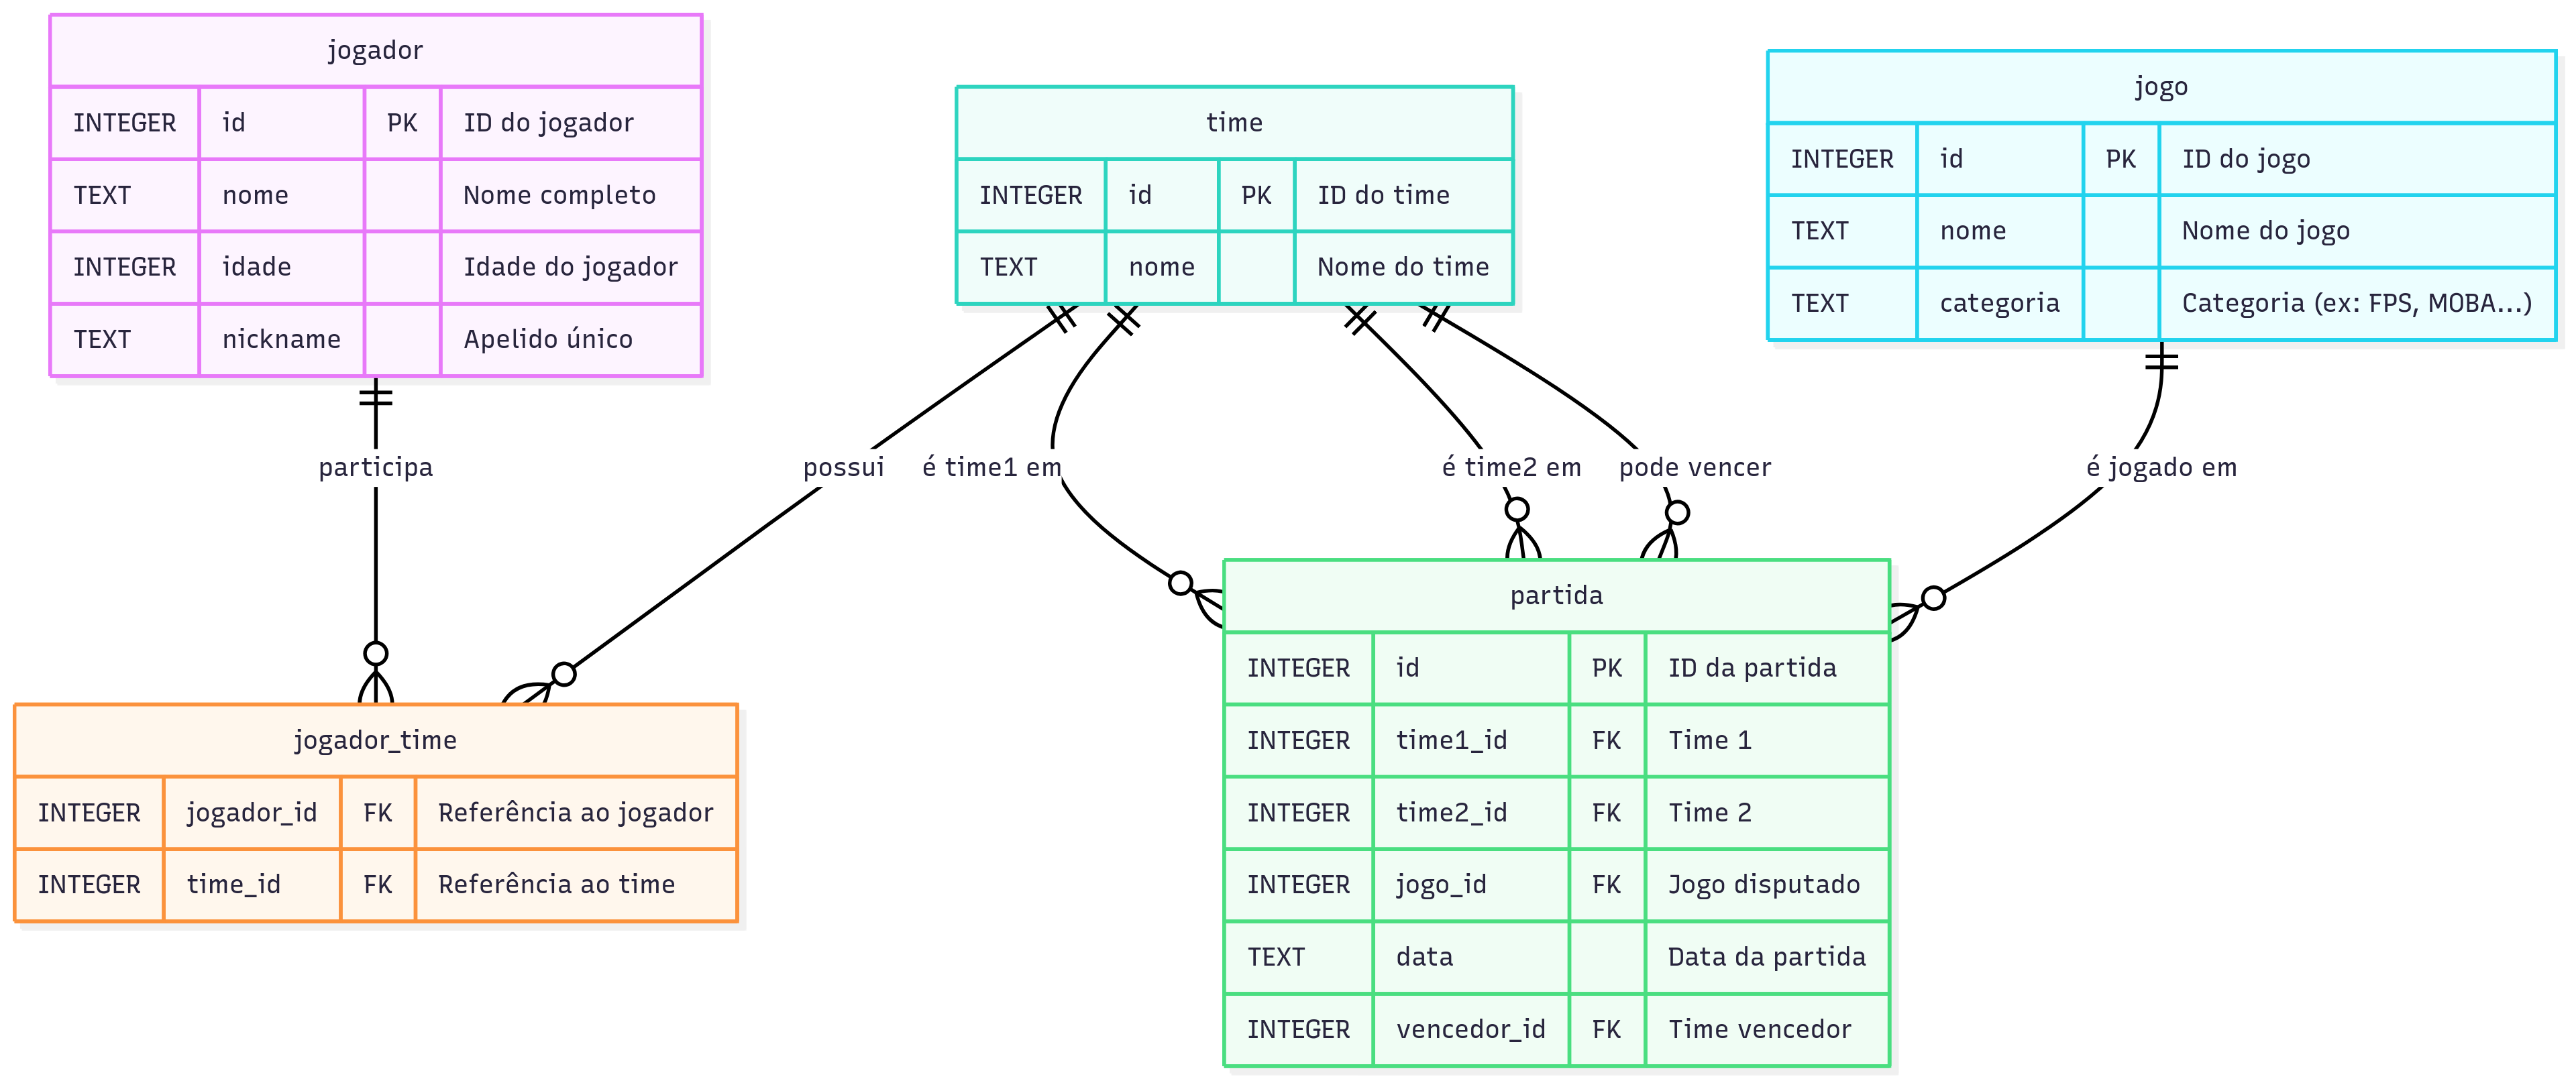 jogador
INTEGER id PK ID do jogador
TEXT nome Nome completo
INTEGER idade Idade do jogador
TEXT nickname Apelido único
time
INTEGER id PK ID do time
TEXT nome Nome do time
jogo
INTEGER id PK ID do jogo
TEXT nome Nome do jogo
TEXT categoria Categoria (ex: FPS, MOBA...)
participa
possui
é time1 em
é time2 em
pode vencer
é jogado em
jogador_time
INTEGER jogador_id FK Referência ao jogador
INTEGER time_id FK Referência ao time
partida
INTEGER id PK ID da partida
INTEGER time1_id FK Time 1
INTEGER time2_id FK Time 2
INTEGER jogo_id FK Jogo disputado
TEXT data Data da partida
INTEGER vencedor_id FK Time vencedor